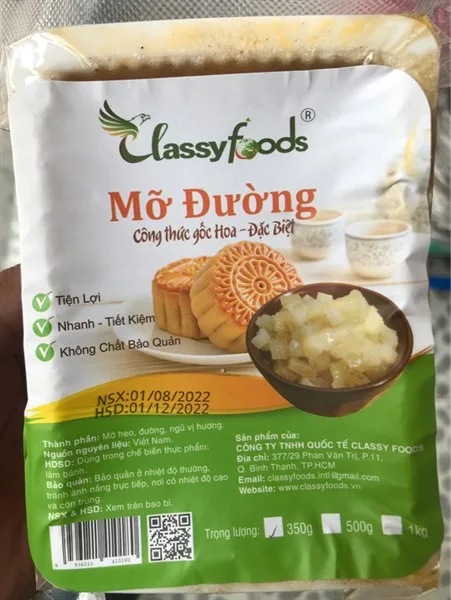 Classyfoods ®
Mỡ Đường
Công thức gốc Hoa - Đặc Biệt
Tiện Lợi
Nhanh - Tiết Kiệm
Không Chất Bảo Quản
NSX:01/08/2022
HSD:01/12/2022
Thành phần: Mỡ heo, đường, ngũ vị hương.
Nguồn nguyên liệu: Việt Nam.
HDSD: Dùng trong chế biến thực phẩm:
làm bánh.
Bảo quản: Bảo quản ở nhiệt độ thường,
tránh ánh nắng trực tiếp, nơi có nhiệt độ cao
và côn trùng.
NSX & HSD: Xem trên bao bì.
Sản phẩm của:
CÔNG TY TNHH QUỐC TẾ CLASSY FOODS
Địa chỉ: 377/29 Phan Văn Trị, P.11,
Q. Bình Thạnh, TP.HCM
Email: classyfoods.intl@gmail.com
Website: www.classyfoods.vn
Trọng lượng: 350g 500g 1kg